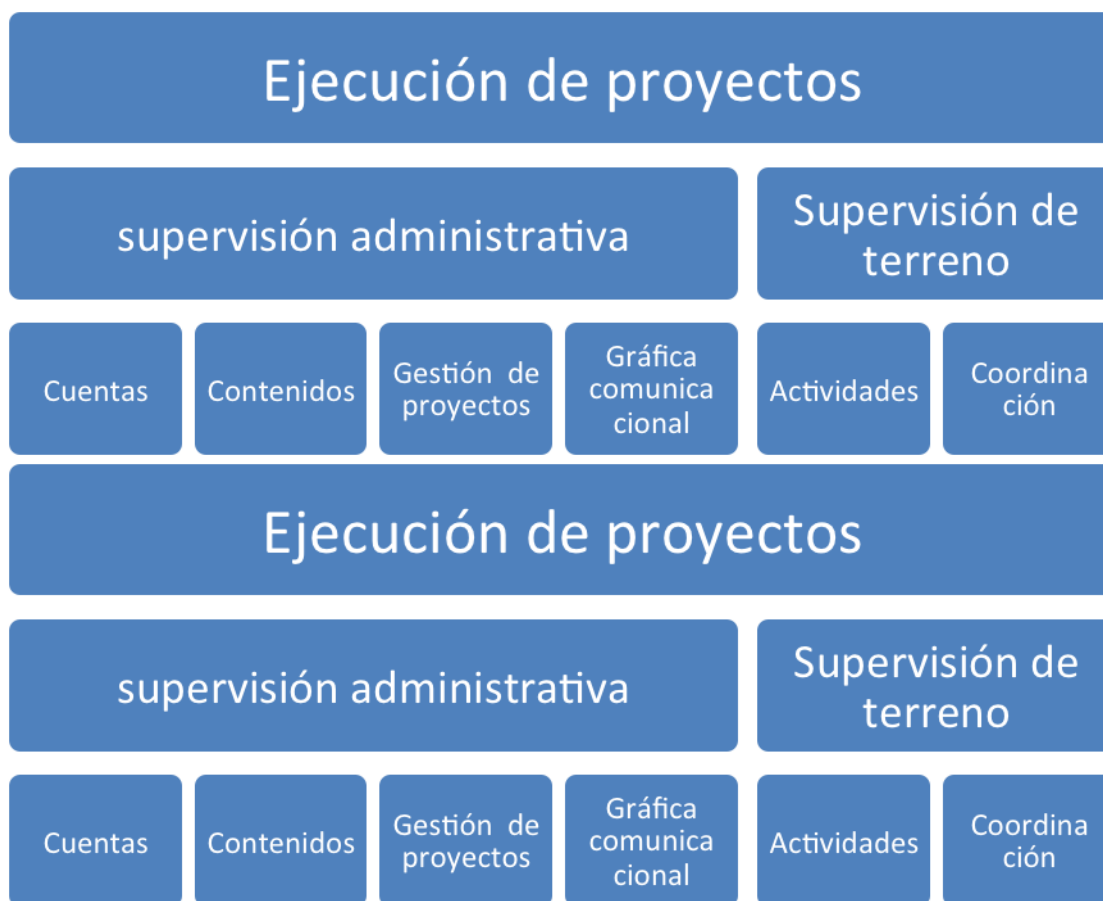 Ejecución de proyectos
supervisión administrativa
Supervisión de
terreno
Cuentas
Contenidos
Gestión de
proyectos
Gráfica
comunica
cional
Actividades
Coordina
ción
Ejecución de proyectos
supervisión administrativa
Supervisión de
terreno
Cuentas
Contenidos
Gestión de
proyectos
Gráfica
comunica
cional
Actividades
Coordina
ción